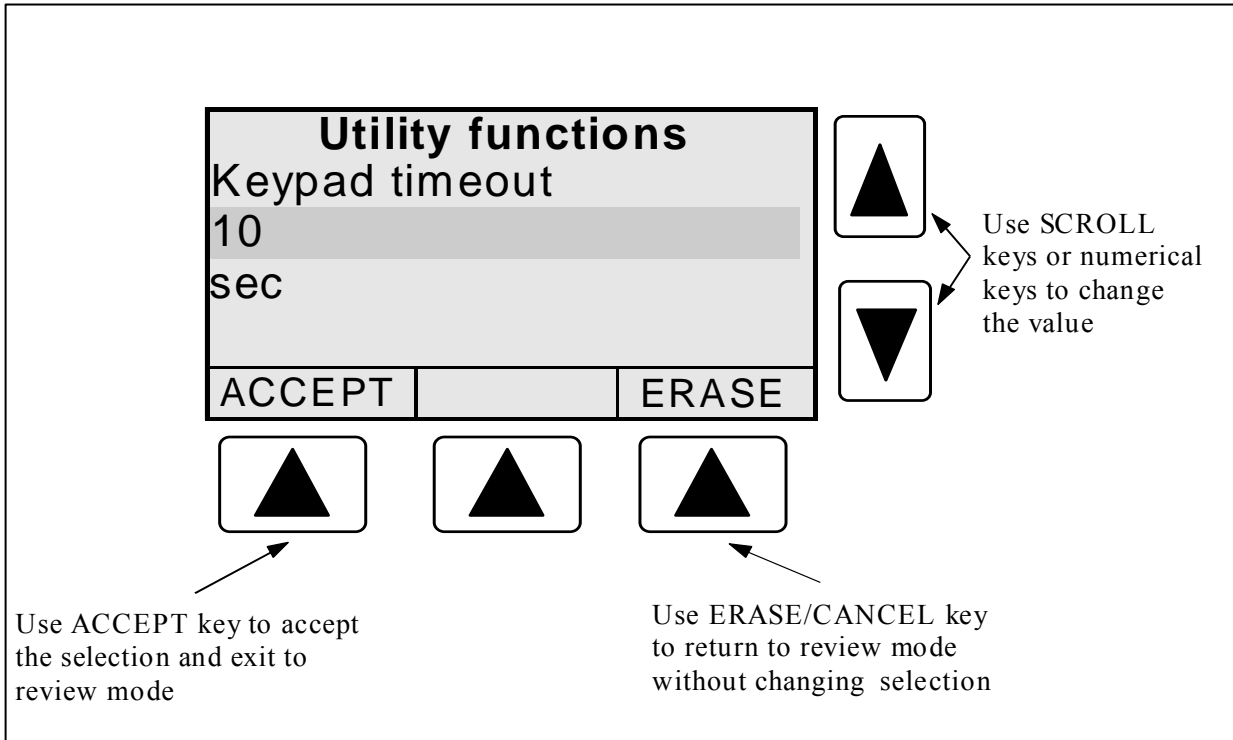 Utility functions
Keypad timeout
10
sec
ACCEPT
ERASE
Use SCROLL
keys or numerical
keys to change
the value
Use ACCEPT key to accept
the selection and exit to
review mode
Use ERASE/CANCEL key
to return to review mode
without changing selection